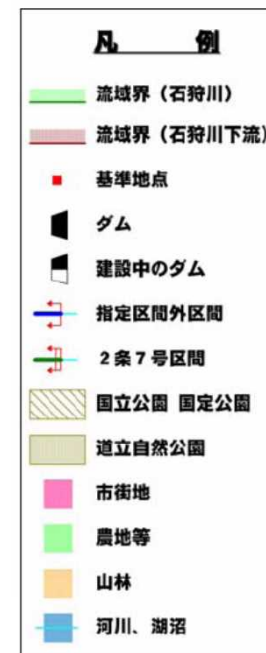 凡 例
流域界（石狩川）
流域界（石狩川下流）
基準地点
ダム
建設中のダム
指定区間外区間
２条７号区間
国立公園 国定公園
道立自然公園
市街地
農地等
山林
河川、湖沼